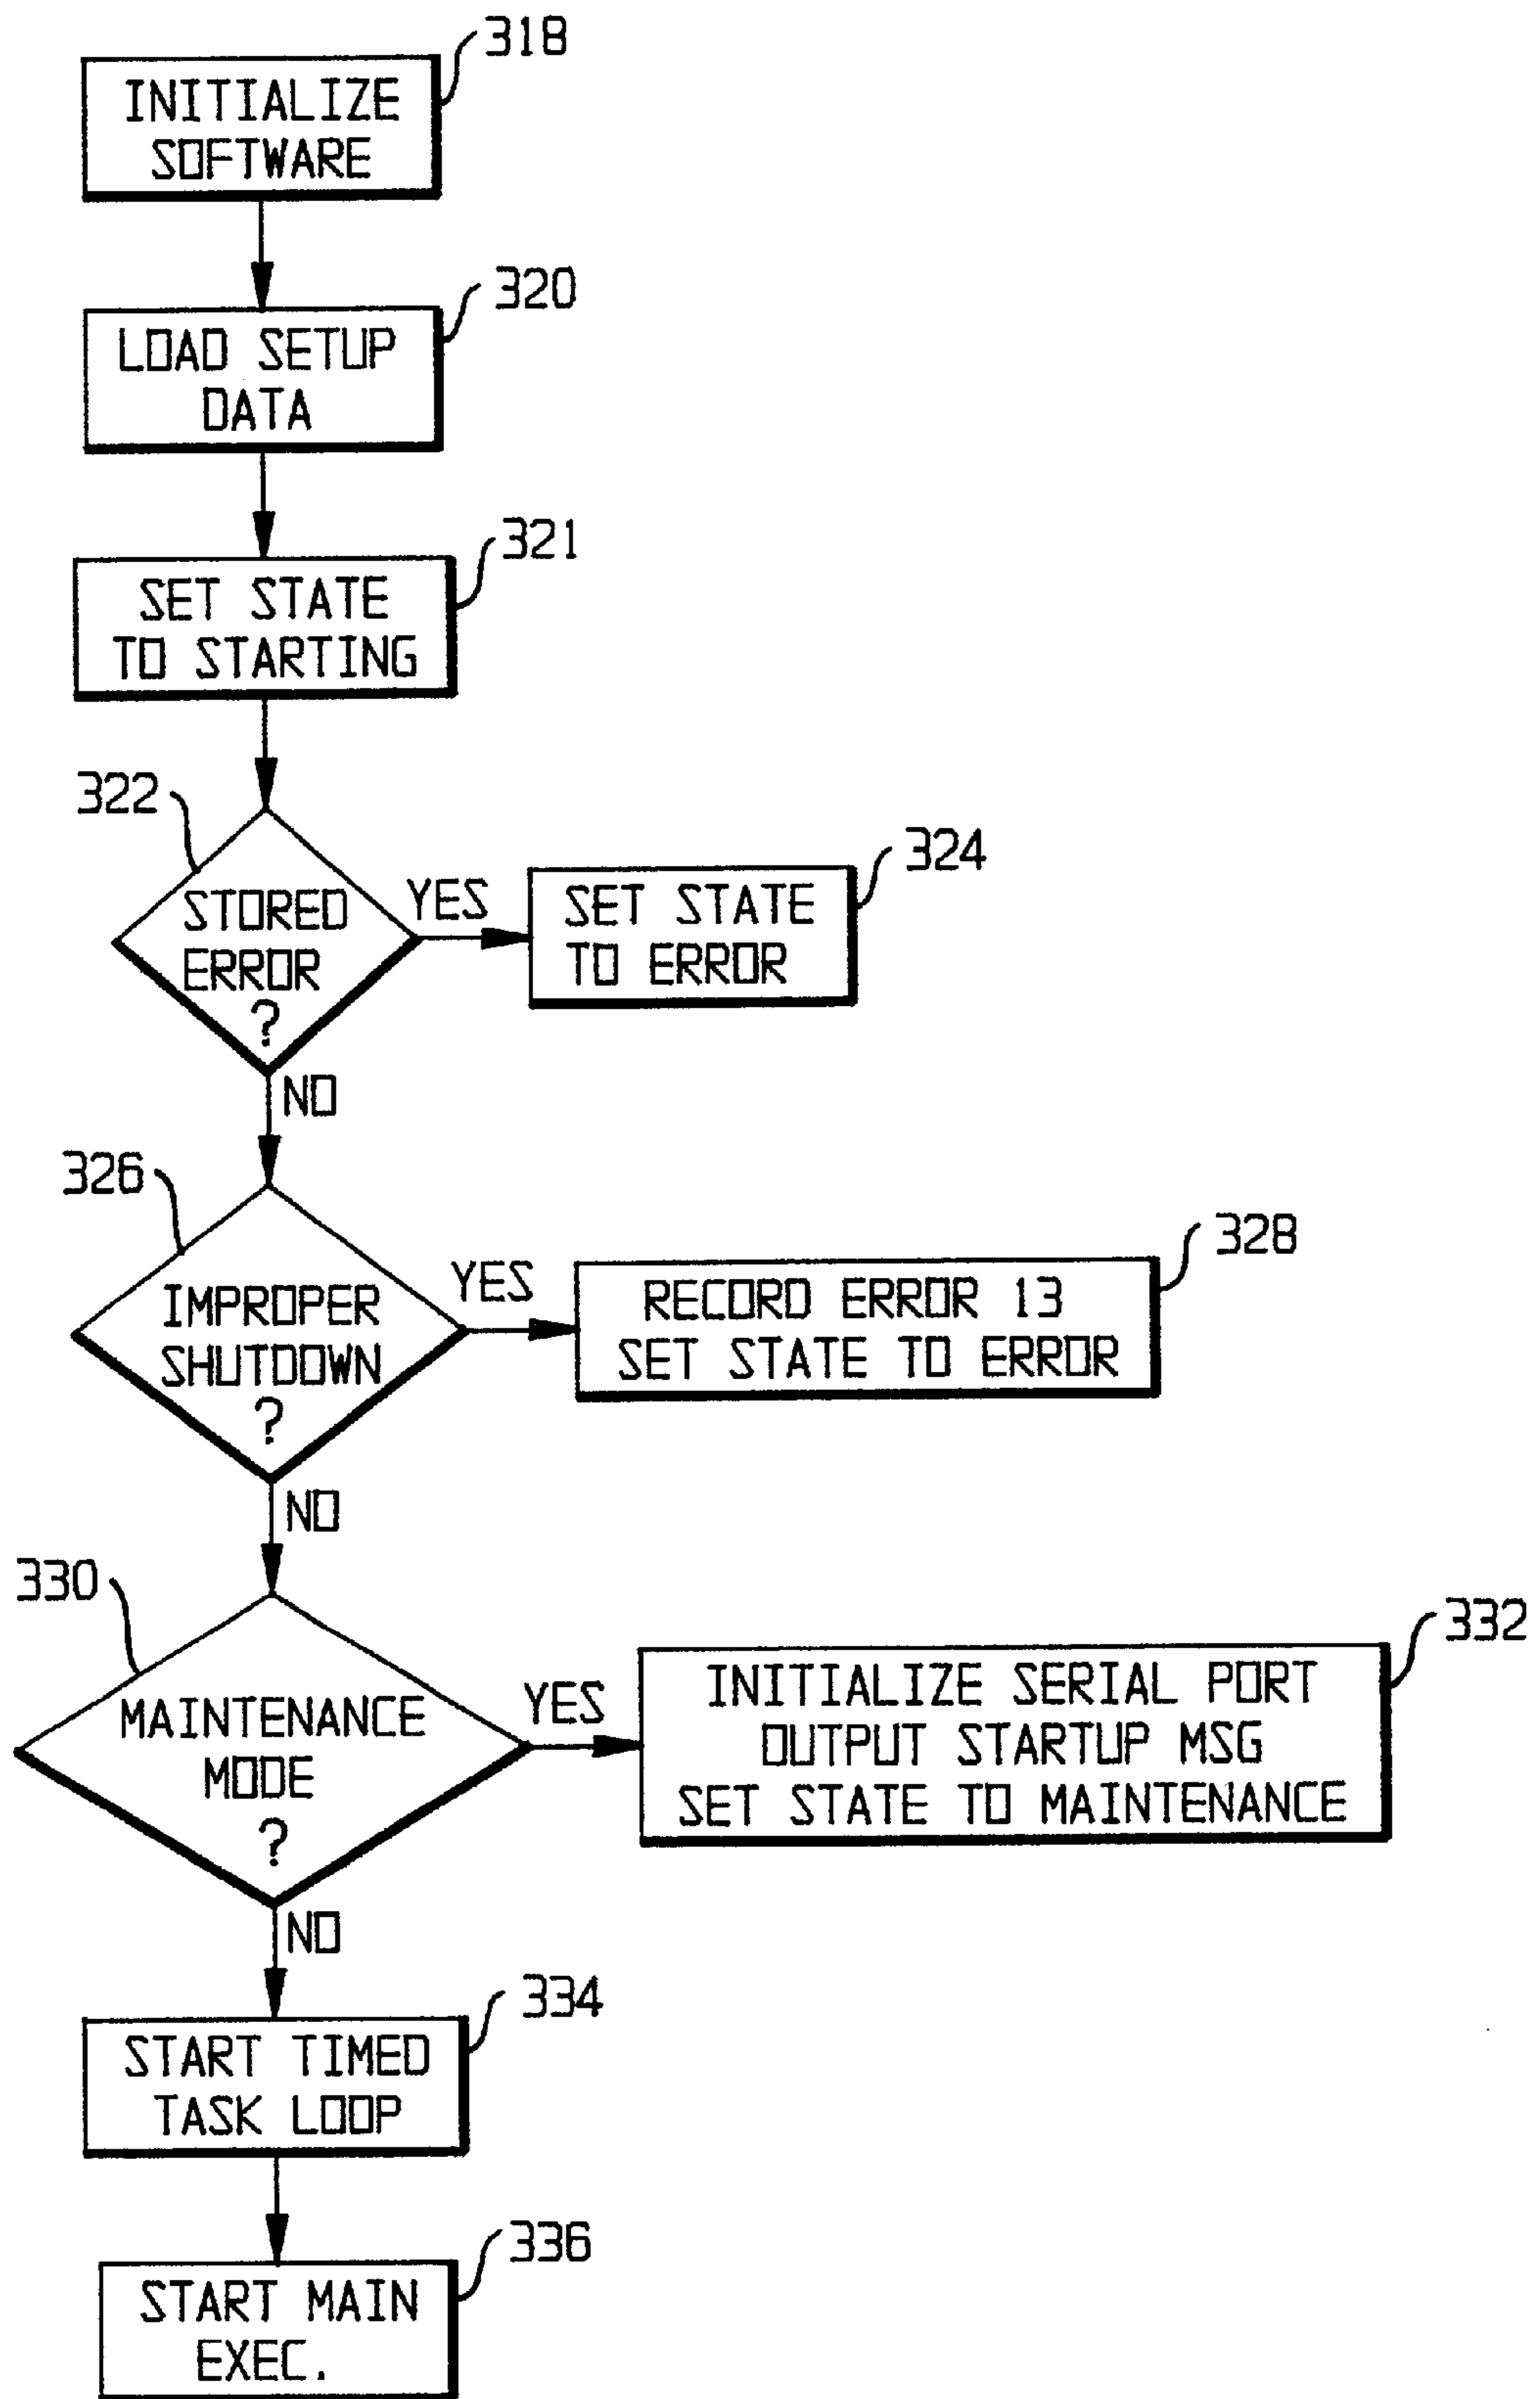 318
INITIALIZE
SOFTWARE
320
LOAD SETUP
DATA
321
SET STATE
TO STARTING
322
STORED
ERROR
?
YES
324
SET STATE
TO ERROR
NO
326
IMPROPER
SHUTDOWN
?
YES
328
RECORD ERROR 13
SET STATE TO ERROR
NO
330
MAINTENANCE
MODE
?
YES
332
INITIALIZE SERIAL PORT
OUTPUT STARTUP MSG
SET STATE TO MAINTENANCE
NO
334
START TIMED
TASK LOOP
336
START MAIN
EXEC.